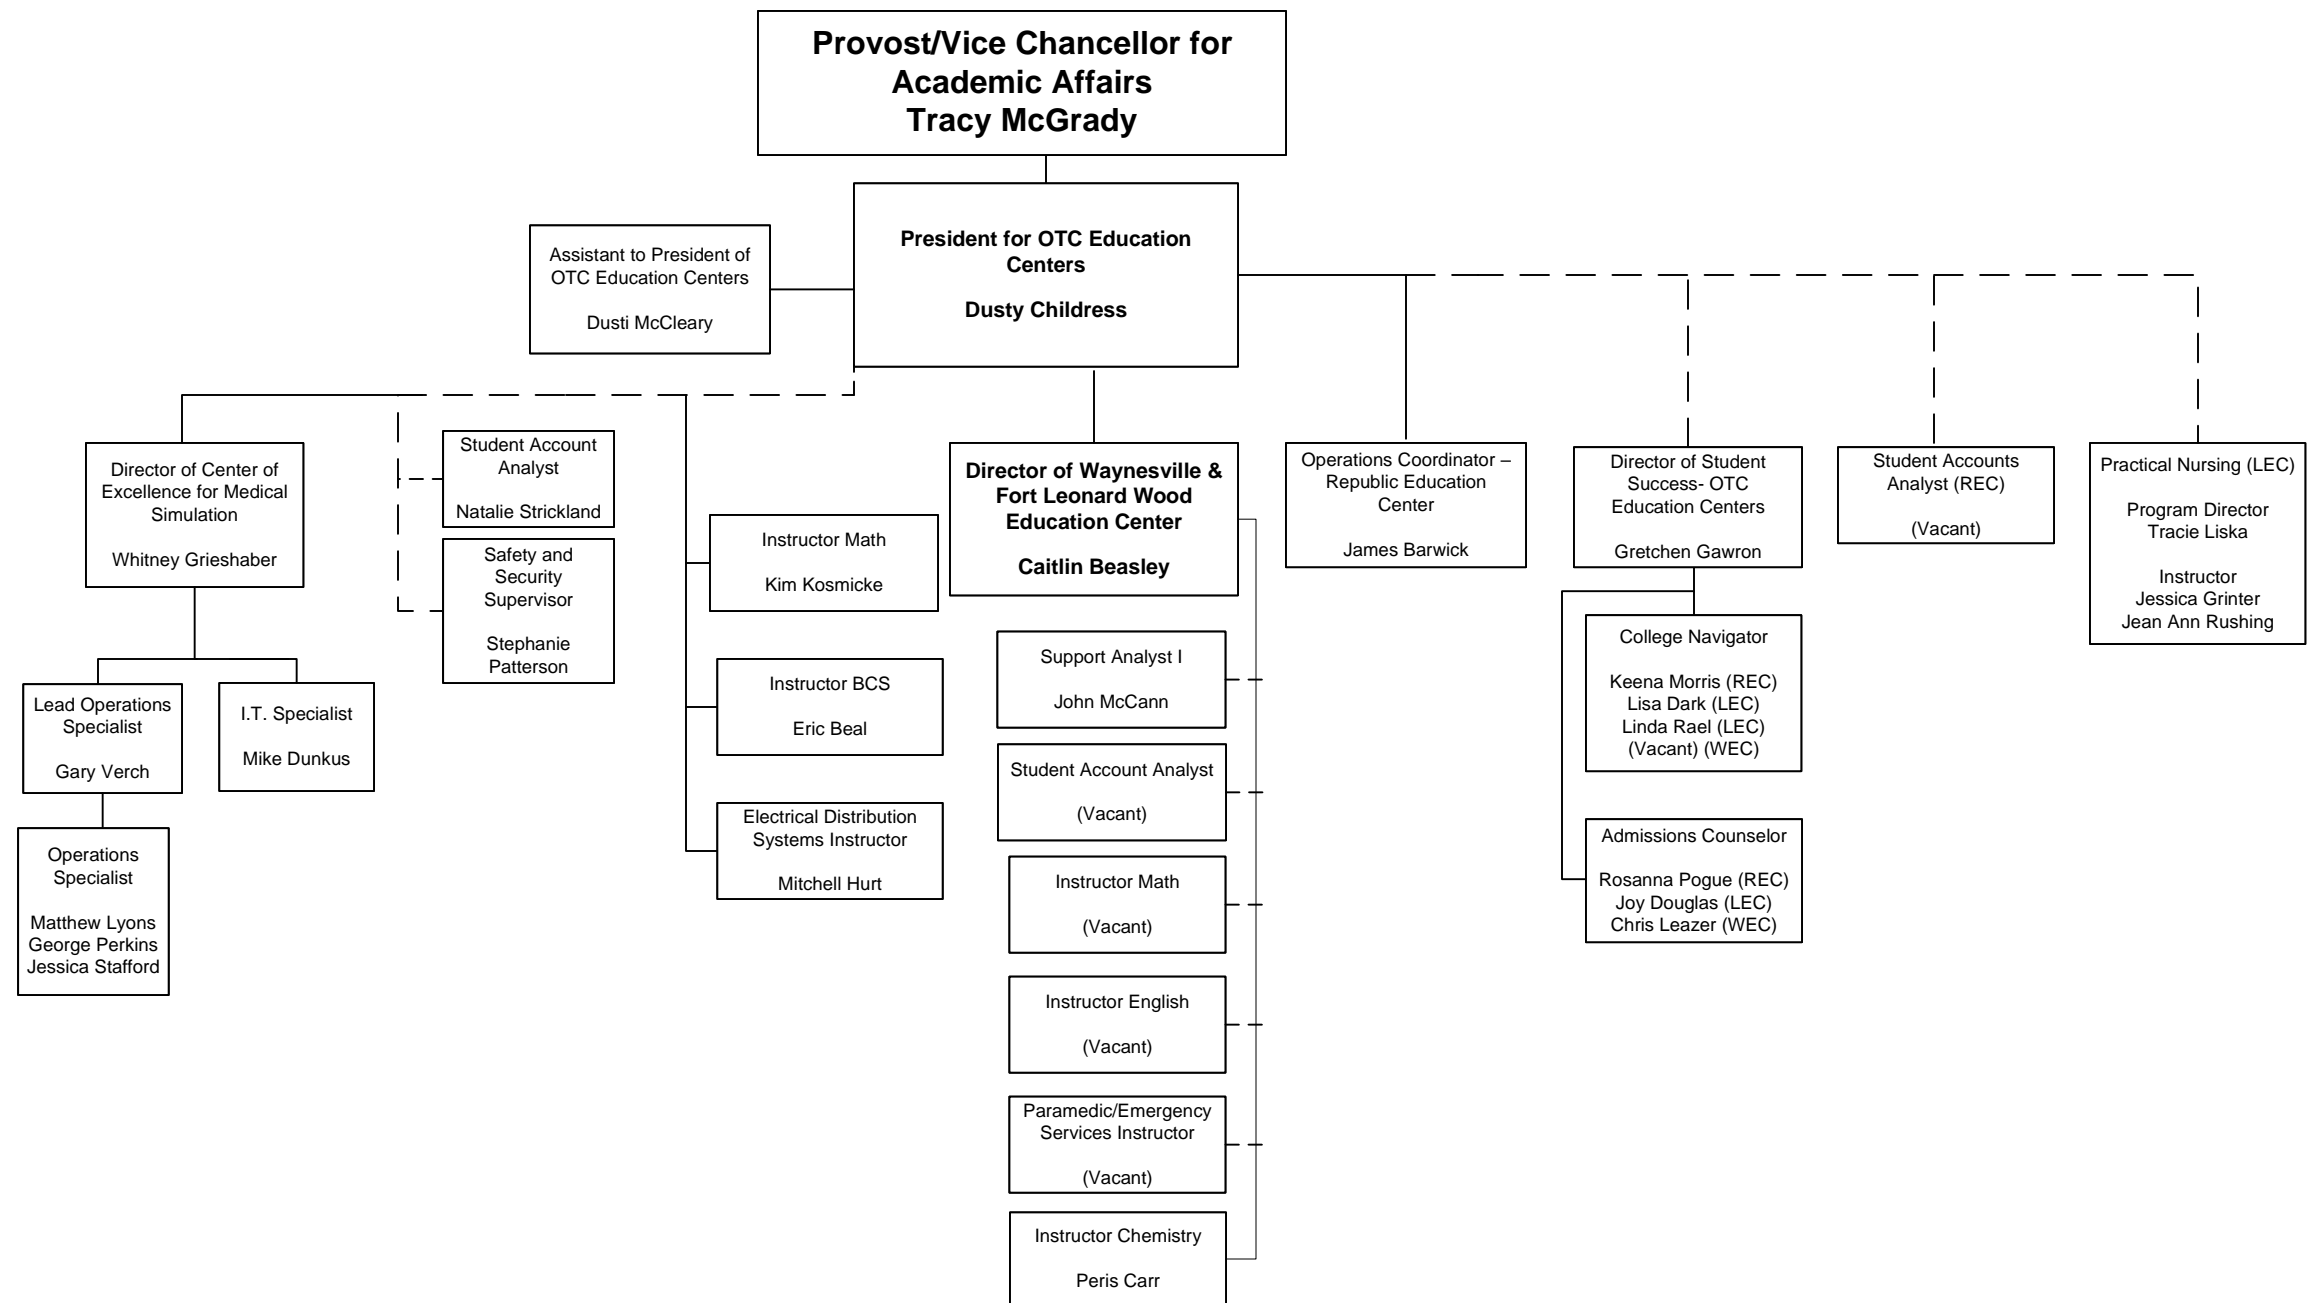 Provost/Vice Chancellor for
Academic Affairs
Tracy McGrady
President for OTC Education
Centers
Dusty Childress
Assistant to President of
OTC Education Centers
Dusti McCleary
Director of Center of
Excellence for Medical
Simulation
Whitney Grieshaber
Lead Operations
Specialist
Gary Verch
I.T. Specialist
Mike Dunkus
Operations
Specialist
Matthew Lyons
George Perkins
Jessica Stafford
Student Account
Analyst
Natalie Strickland
Safety and
Security
Supervisor
Stephanie
Patterson
Instructor Math
Kim Kosmicke
Instructor BCS
Eric Beal
Electrical Distribution
Systems Instructor
Mitchell Hurt
Director of Waynesville &
Fort Leonard Wood
Education Center
Caitlin Beasley
Support Analyst I
John McCann
Student Account Analyst
(Vacant)
Instructor Math
(Vacant)
Instructor English
(Vacant)
Paramedic/Emergency
Services Instructor
(Vacant)
Instructor Chemistry
Peris Carr
Operations Coordinator –
Republic Education
Center
James Barwick
Director of Student
Success- OTC
Education Centers
Gretchen Gawron
College Navigator
Keena Morris (REC)
Lisa Dark (LEC)
Linda Rael (LEC)
(Vacant) (WEC)
Admissions Counselor
Rosanna Pogue (REC)
Joy Douglas (LEC)
Chris Leazer (WEC)
Student Accounts
Analyst (REC)
(Vacant)
Practical Nursing (LEC)
Program Director
Tracie Liska
Instructor
Jessica Grinter
Jean Ann Rushing